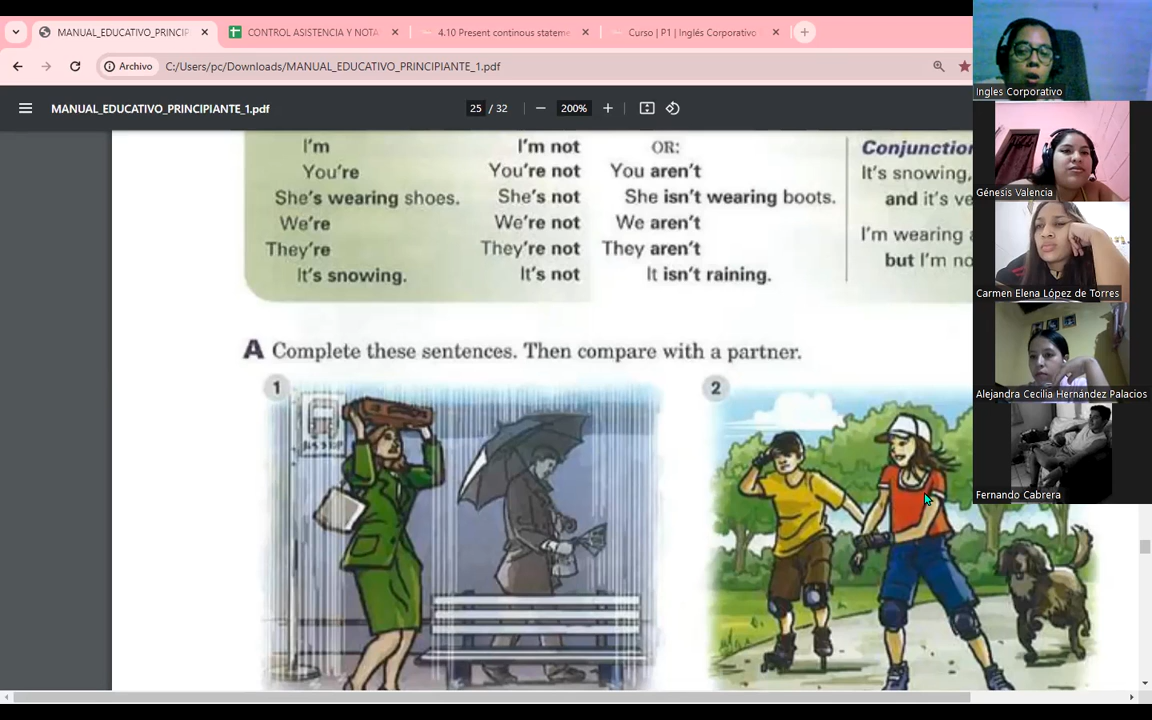 MANUAL_EDUCATIVO_PRINCIP
CONTROL ASISTENCIA Y NOTA
4.10 Present continous stateme
Curso | P1 | Inglés Corporativo
Archivo
C:/Users/pc/Downloads/MANUAL_EDUCATIVO_PRINCIPIANTE_1.pdf
MANUAL_EDUCATIVO_PRINCIPIANTE_1.pdf
25 / 32
200%
I'm I'm not OR:
You're You're not You aren't
She's wearing shoes. She's not She isn't wearing boots.
We're We're not We aren't
They're They're not They aren't
It's snowing. It's not It isn't raining.
Conjunction
It's snowing,
and it's ve
I'm wearing a
but I'm no
A Complete these sentences. Then compare with a partner.
1
2
Ingles Corporativo
Génesis Valencia
Carmen Elena López de Torres
Alejandra Cecilia Hernández Palacios
Fernando Cabrera